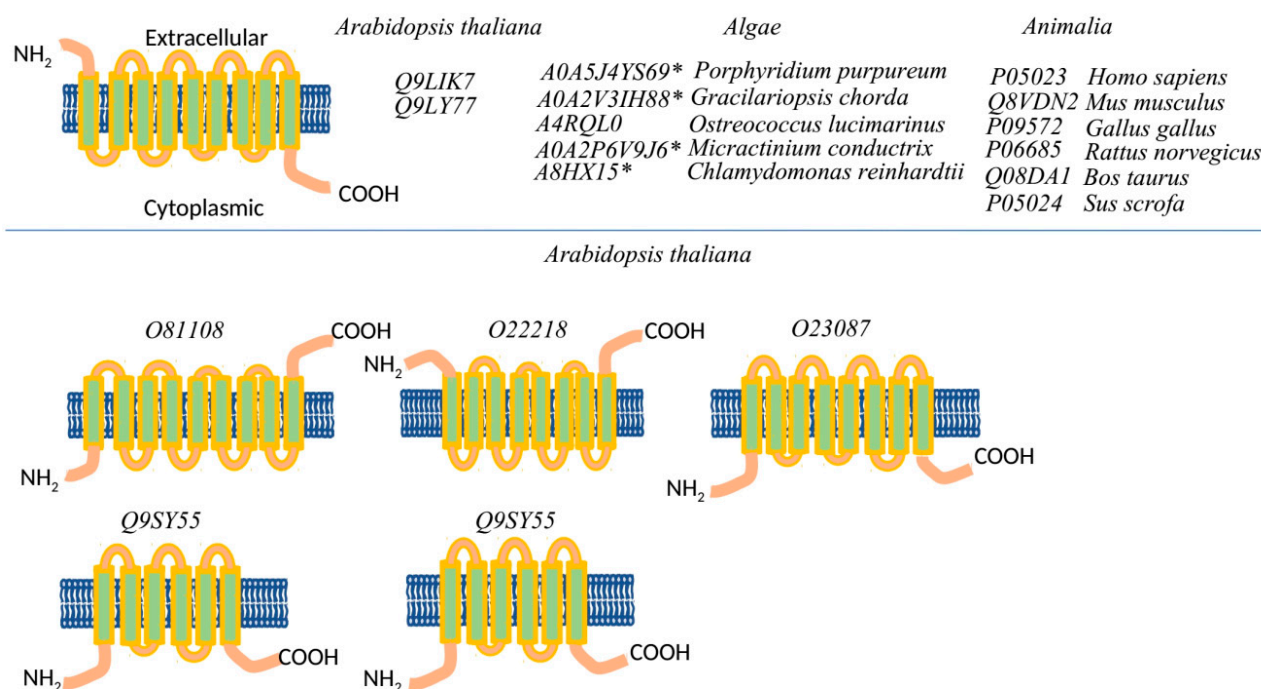 Arabidopsis thaliana
Algae
Animalia
NH2
Extracellular
Cytoplasmic
COOH
Q9LIK7
Q9LY77
A0A5J4YS69* Porphyridium purpureum
A0A2V3IH88* Gracilariopsis chorda
A4RQL0 Ostreococcus lucimarinus
A0A2P6V9J6* Micractinium conductrix
A8HX15* Chlamydomonas reinhardtii
P05023 Homo sapiens
Q8VDN2 Mus musculus
P09572 Gallus gallus
P06685 Rattus norvegicus
Q08DA1 Bos taurus
P05024 Sus scrofa
Arabidopsis thaliana
O81108
COOH
NH2
O22218
COOH
NH2
O23087
NH2
COOH
Q9SY55
NH2
COOH
Q9SY55
NH2
COOH